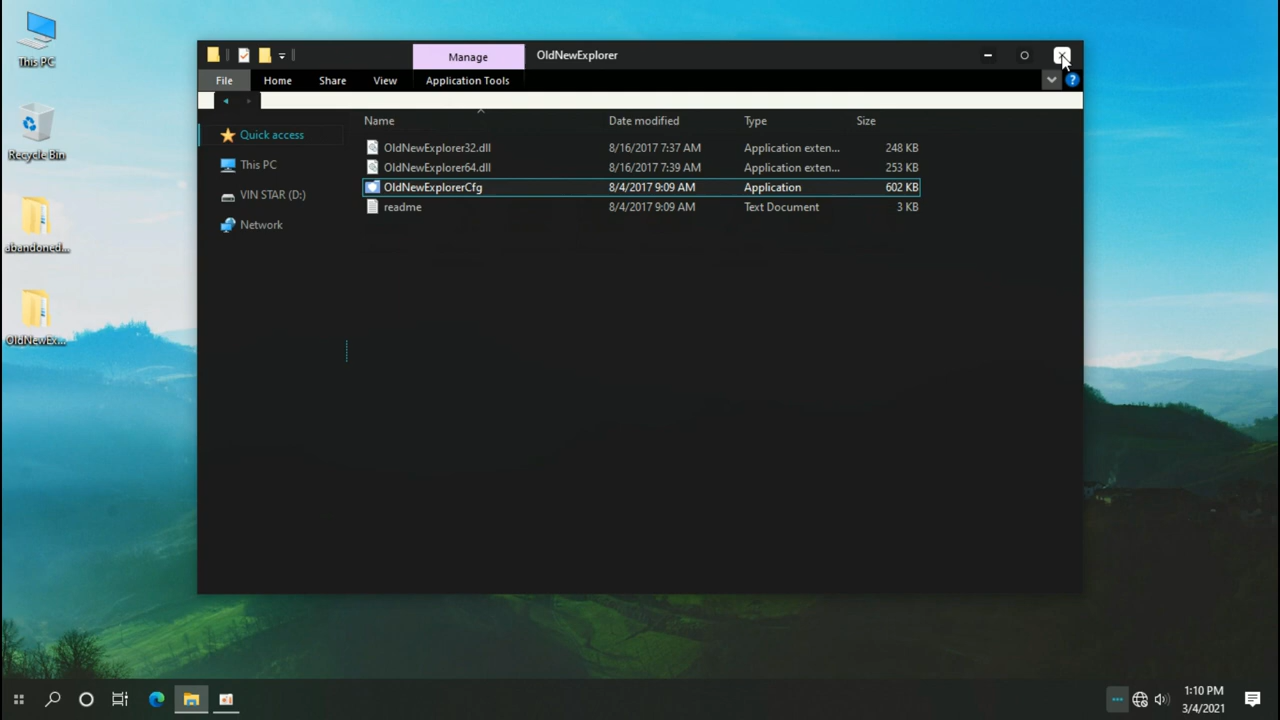 This PC
Recycle Bin
abandoned...
OldNewEx...
Manage
OldNewExplorer
File
Home
Share
View
Application Tools
?
Name
Date modified
Type
Size
Quick access
This PC
VIN STAR (D:)
Network
OldNewExplorer32.dll
8/16/2017 7:37 AM
Application exten...
248 KB
OldNewExplorer64.dll
8/16/2017 7:39 AM
Application exten...
253 KB
OldNewExplorerCfg
8/4/2017 9:09 AM
Application
602 KB
readme
8/4/2017 9:09 AM
Text Document
3 KB
1:10 PM
3/4/2021